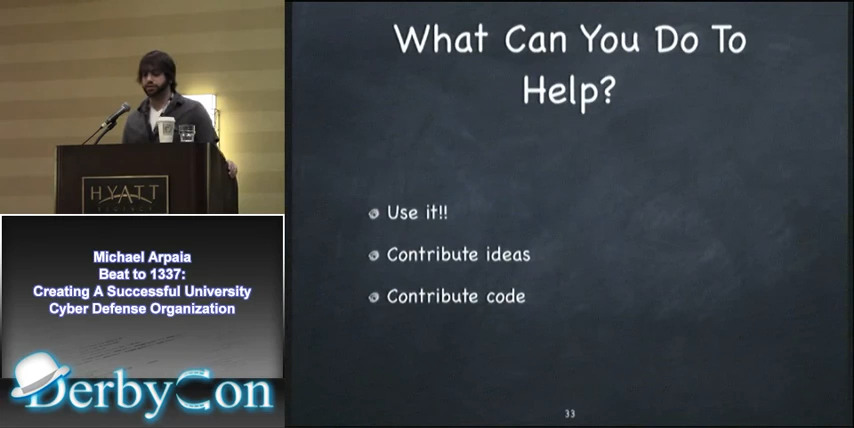 What Can You Do To
Help?
Use it!!
Contribute ideas
Contribute code
33
HYATT
Michael Arpaia
Beat to 1337:
Creating A Successful University
Cyber Defense Organization
DerbyCon